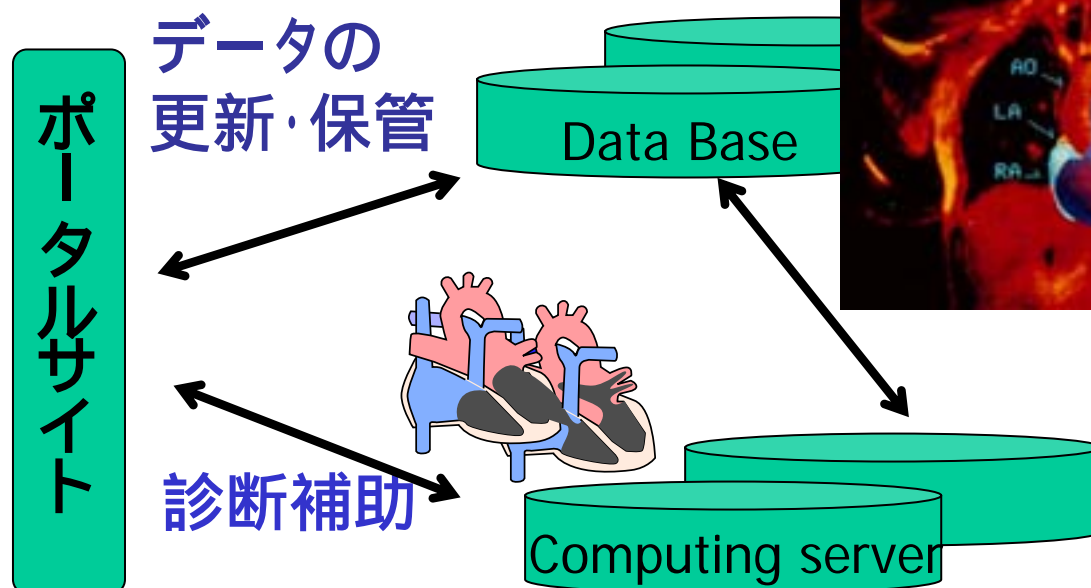 ポータルサイト
データの
更新・保管
Data Base
AO
LA
RA
診断補助
Computing server